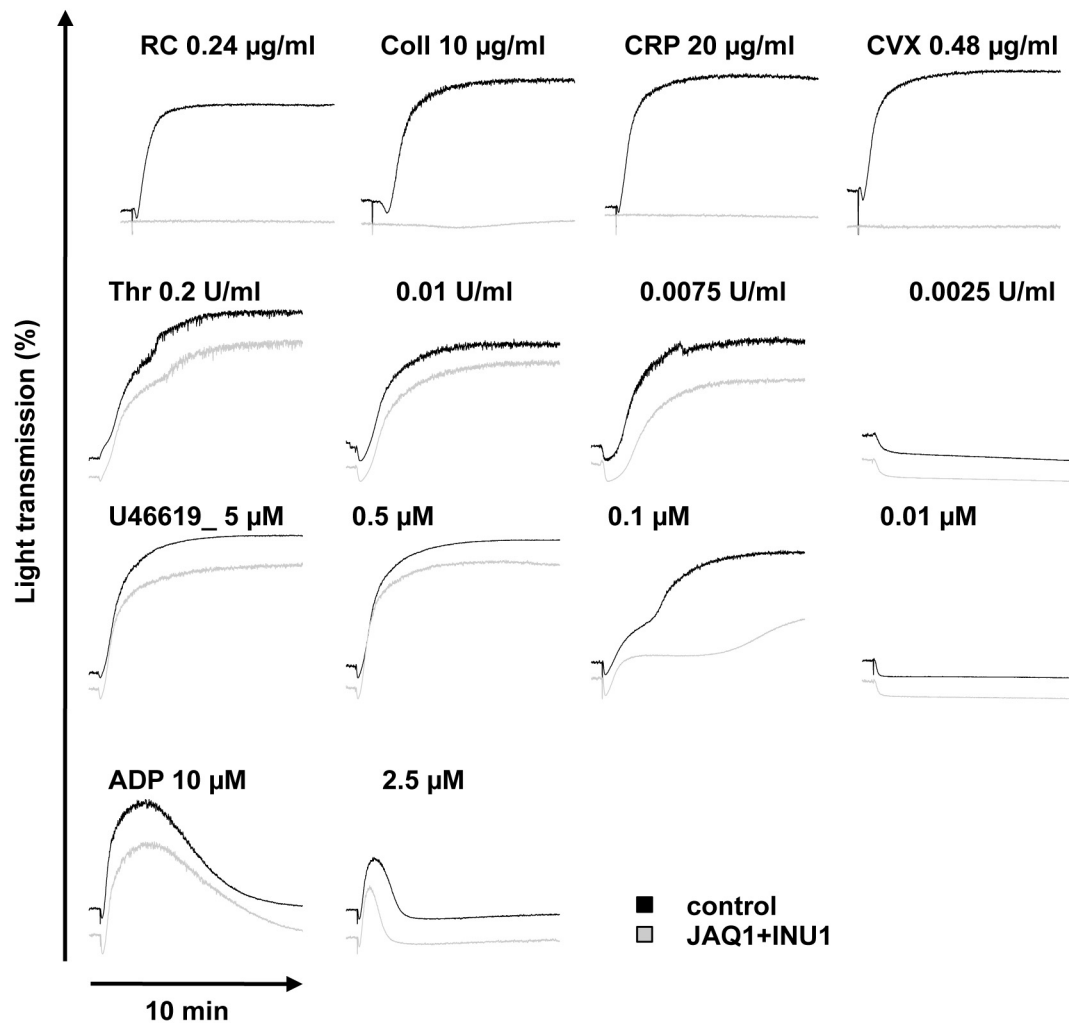 RC 0.24 µg/ml Coll 10 µg/ml CRP 20 µg/ml CVX 0.48 µg/ml
Thr 0.2 U/ml 0.01 U/ml 0.0075 U/ml 0.0025 U/ml
U46619_ 5 µM 0.5 µM 0.1 µM 0.01 µM
ADP 10 µM 2.5 µM
Light transmission (%)
control
JAQ1+INU1
10 min